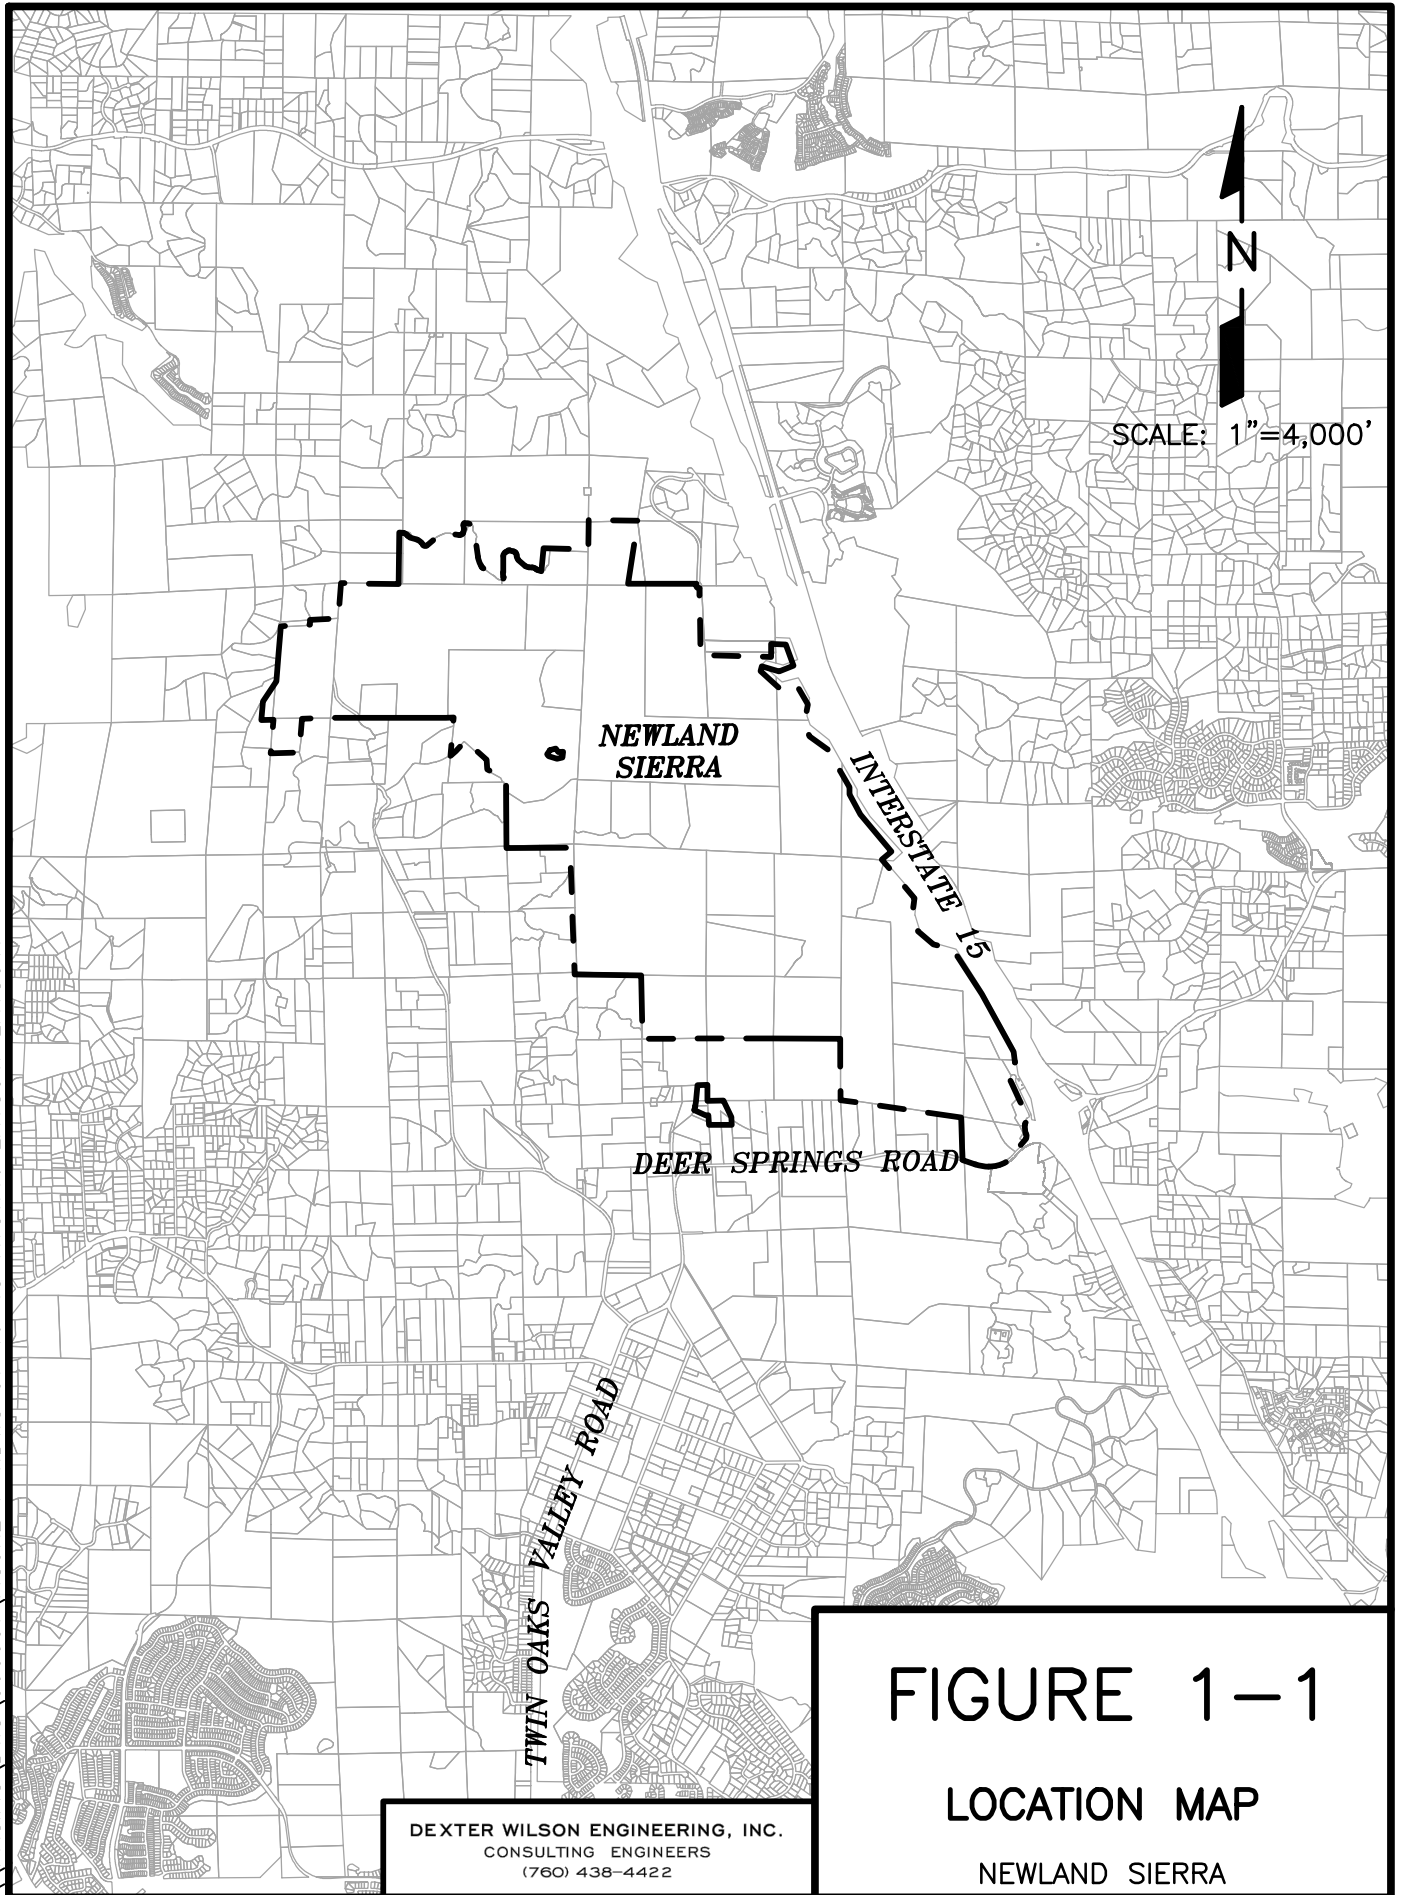 N
SCALE: 1"=4,000'
NEWLAND
SIERRA
INTERSTATE 15
DEER SPRINGS ROAD
TWIN OAKS VALLEY ROAD
FIGURE 1-1
LOCATION MAP
NEWLAND SIERRA
DEXTER WILSON ENGINEERING, INC.
CONSULTING ENGINEERS
(760) 438-4422